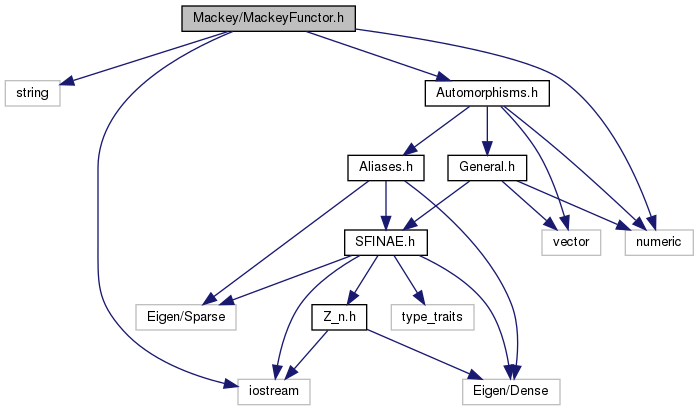 Mackey/MackeyFunctor.h
string
Automorphisms.h
Aliases.h
General.h
SFINAE.h
vector
numeric
Eigen/Sparse
Z_n.h
type_traits
iostream
Eigen/Dense